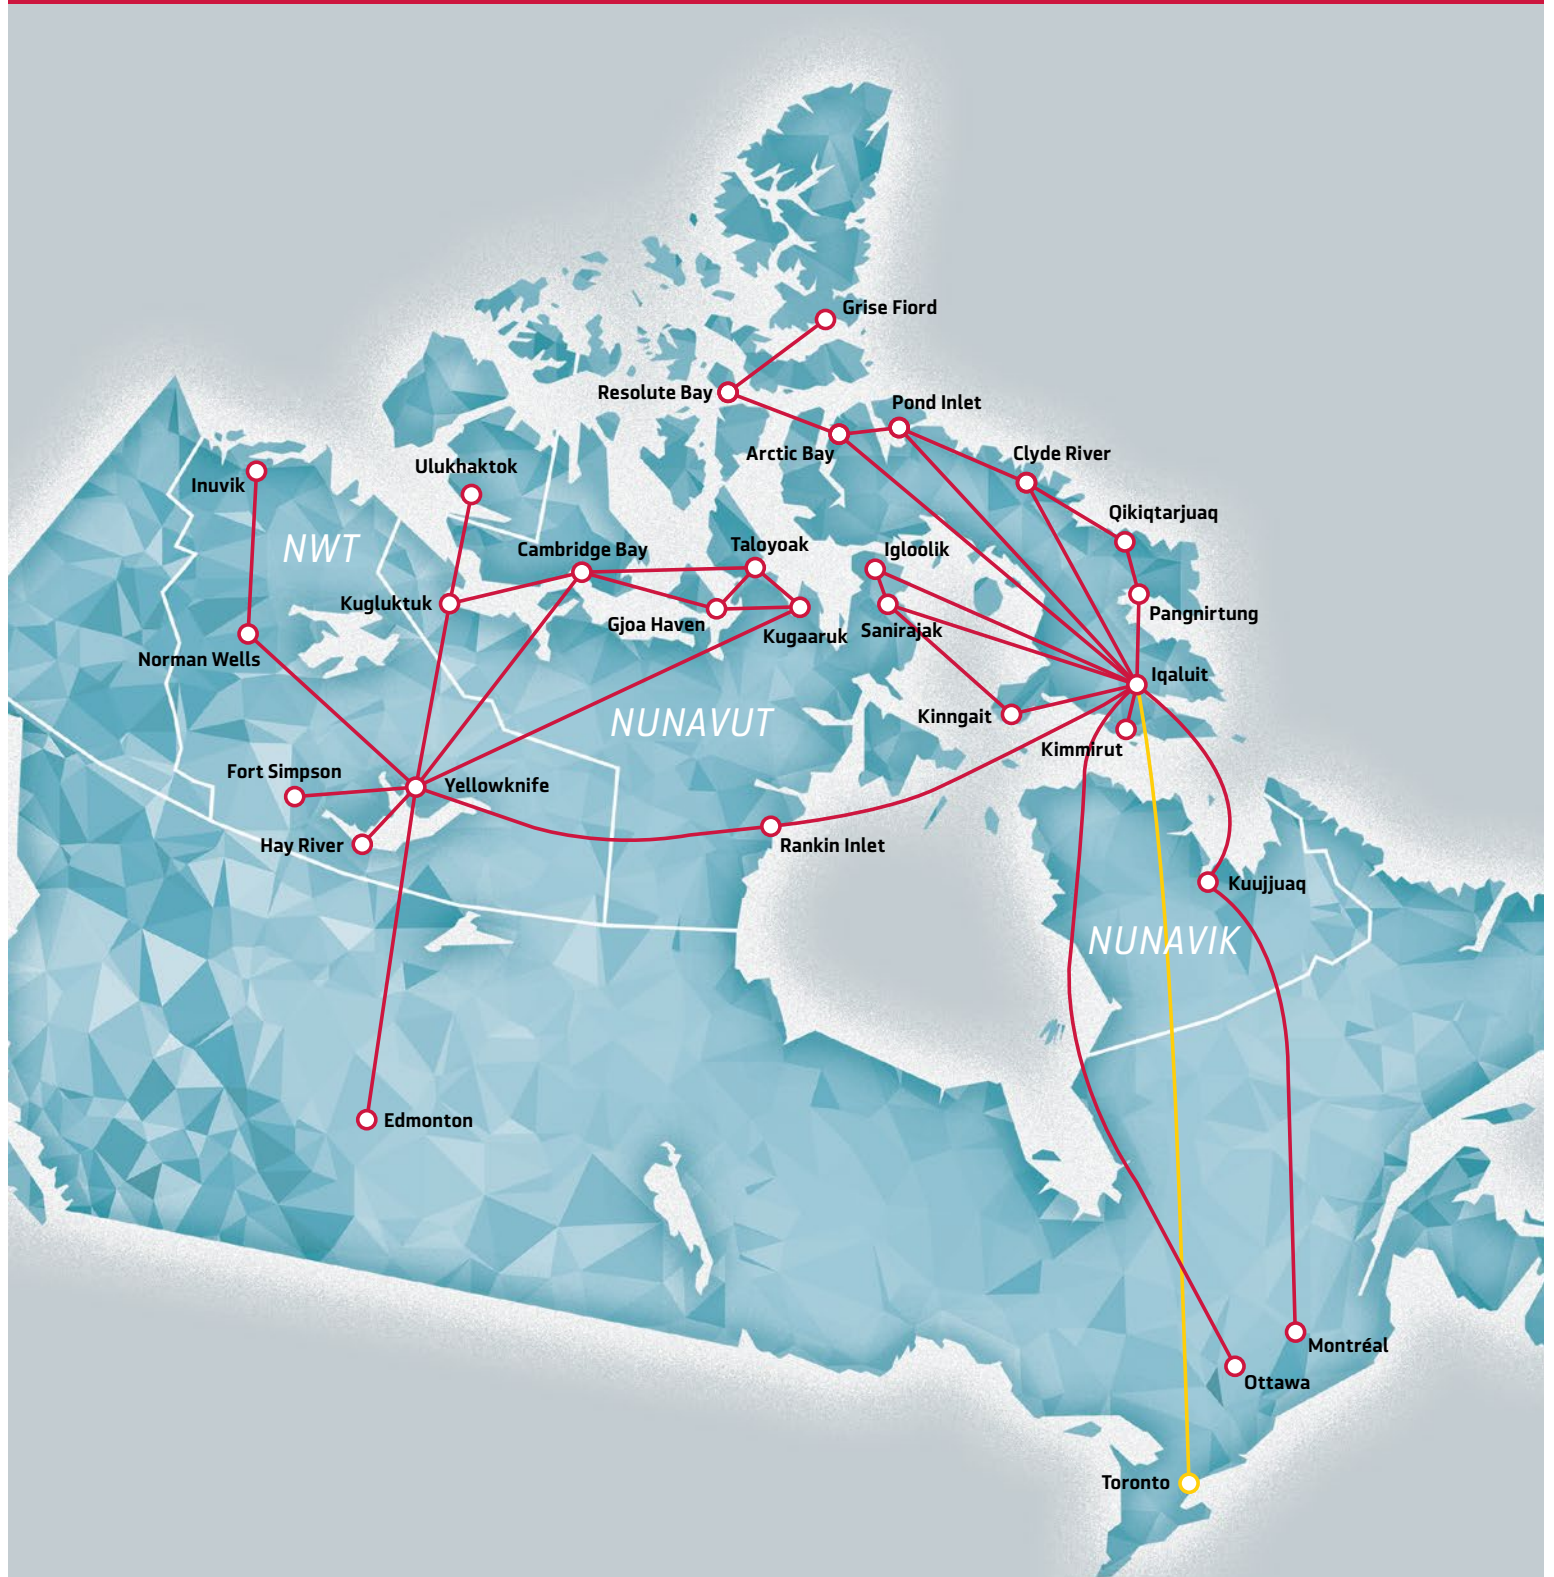 Grise Fiord
Resolute Bay
Pond Inlet
Arctic Bay
Clyde River
Ulukhaktok
Inuvik
Qikiqtarjuaq
NWT
Cambridge Bay
Taloyoak
Igloolik
Kugluktuk
Gjoa Haven
Kugaaruk
Sanirajak
Pangnirtung
Norman Wells
Iqaluit
NUNAVUT
Kinngait
Kimmirut
Fort Simpson
Yellowknife
Hay River
Rankin Inlet
Kuujjuaq
NUNAVIK
Edmonton
Montréal
Ottawa
Toronto